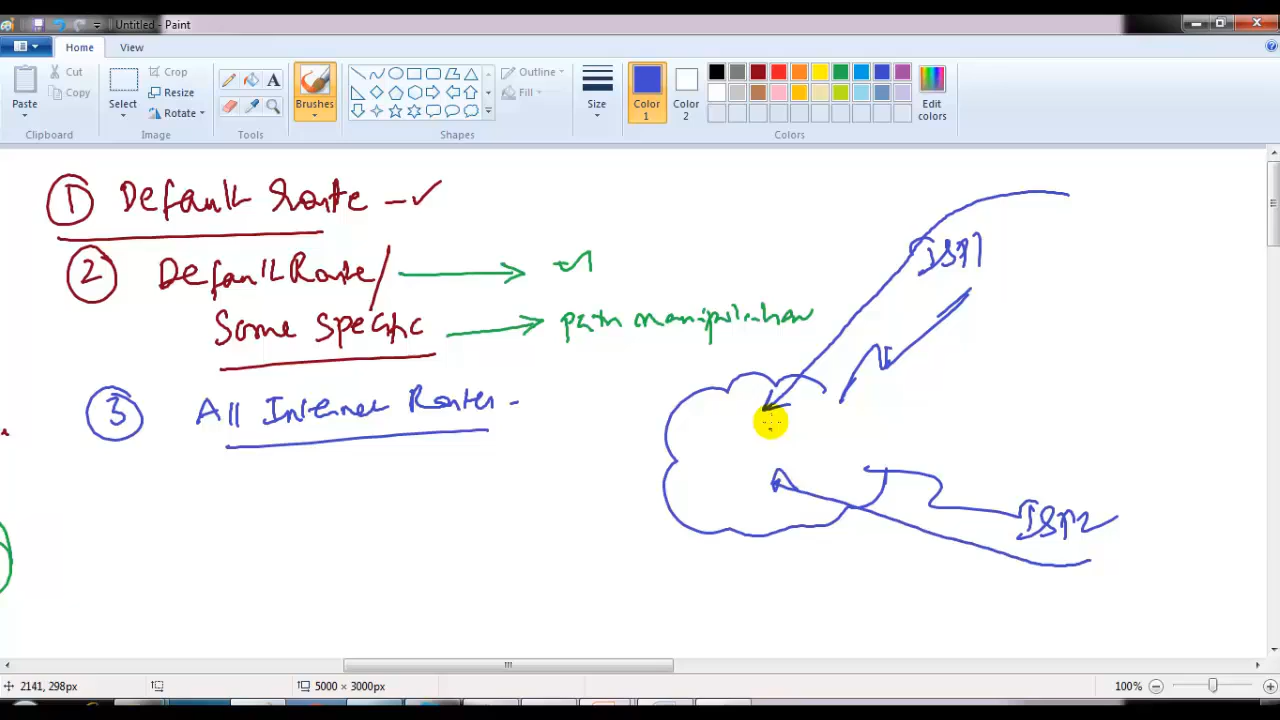 Untitled - Paint
Home
View
Paste
Cut
Copy
Clipboard
Select
Crop
Resize
Rotate
Image
Tools
Brushes
Shapes
Outline
Fill
Size
Color 1
Color 2
Edit colors
Colors
① Default Route - ✓
② Default Route/ →
Some Specific → path manipulation
③ All Internet Routes -
ISP1
ISP2
2141, 298px
5000 × 3000px
100%